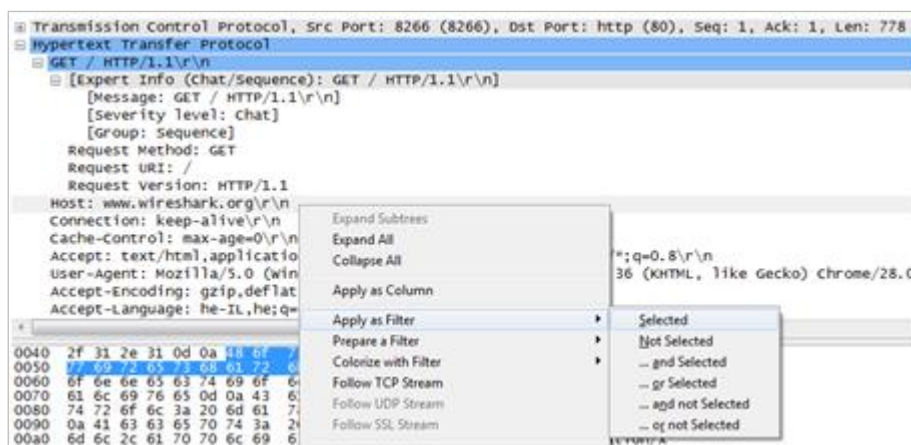 Transmission Control Protocol, Src Port: 8266 (8266), Dst Port: http (80), Seq: 1, Ack: 1, Len: 778
Hypertext Transfer Protocol
GET / HTTP/1.1\r\n
[Expert Info (Chat/Sequence): GET / HTTP/1.1\r\n]
[Message: GET / HTTP/1.1\r\n]
[Severity level: Chat]
[Group: Sequence]
Request Method: GET
Request URI: /
Request Version: HTTP/1.1
Host: www.wireshark.org\r\n
Connection: keep-alive\r\n
Cache-Control: max-age=0\r\n
Accept: text/html,applicatio ;q=0.8\r\n
User-Agent: Mozilla/5.0 (Win 36 (KHTML, like Gecko) Chrome/28.0
Accept-Encoding: gzip,deflat
Accept-Language: he-IL,he;q=
Expand Subtrees
Expand All
Collapse All
Apply as Column
Apply as Filter
Prepare a Filter
Colorize with Filter
Follow TCP Stream
Follow UDP Stream
Follow SSL Stream
Selected
Not Selected
... and Selected
... or Selected
... and not Selected
... or not Selected
0040 2f 31 2e 31 0d 0a 48 6f
0050 77 69 72 65 73 68 61 72
0060 6f 6e 6e 65 63 74 69 6f
0070 61 6c 69 76 65 0d 0a 43
0080 74 72 6f 6c 3a 20 6d 61
0090 0a 41 63 63 65 70 74 3a
00a0 6d 6c 2c 61 70 70 6c 69